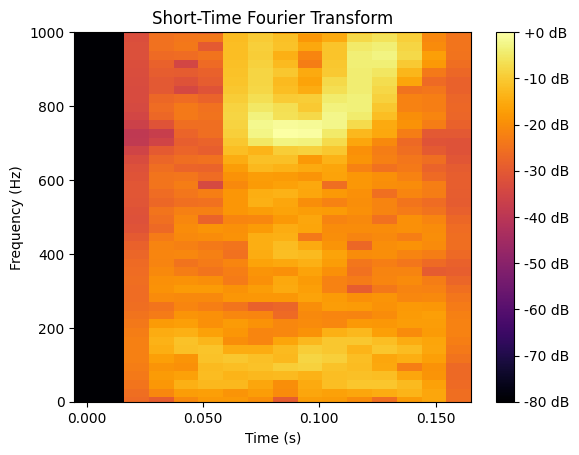 Short-Time Fourier Transform
1000
800
600
400
200
0
Frequency (Hz)
0.000
0.050
0.100
0.150
Time (s)
+0 dB
-10 dB
-20 dB
-30 dB
-40 dB
-50 dB
-60 dB
-70 dB
-80 dB